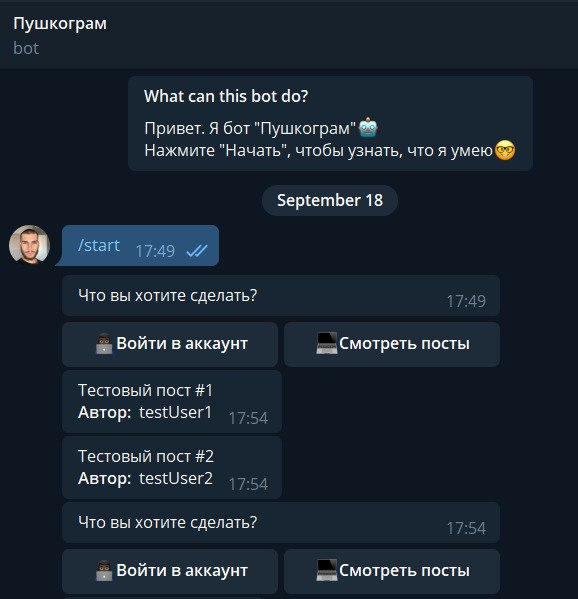 Пушкограм
bot
What can this bot do?
Привет. Я бот "Пушкограм"🤖
Нажмите "Начать", чтобы узнать, что я умею🤓
September 18
/start 17:49
Что вы хотите сделать? 17:49
Войти в аккаунт
Смотреть посты
Тестовый пост #1
Автор: testUser1 17:54
Тестовый пост #2
Автор: testUser2 17:54
Что вы хотите сделать? 17:54
Войти в аккаунт
Смотреть посты